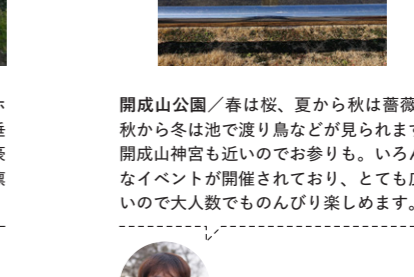 開成山公園／春は桜、夏から秋は薔薇
秋から冬は池で渡り鳥などが見られます
開成山神宮も近いのでお参りも。いろん
なイベントが開催されており、とても広
いので大人数でものんびり楽しめます。